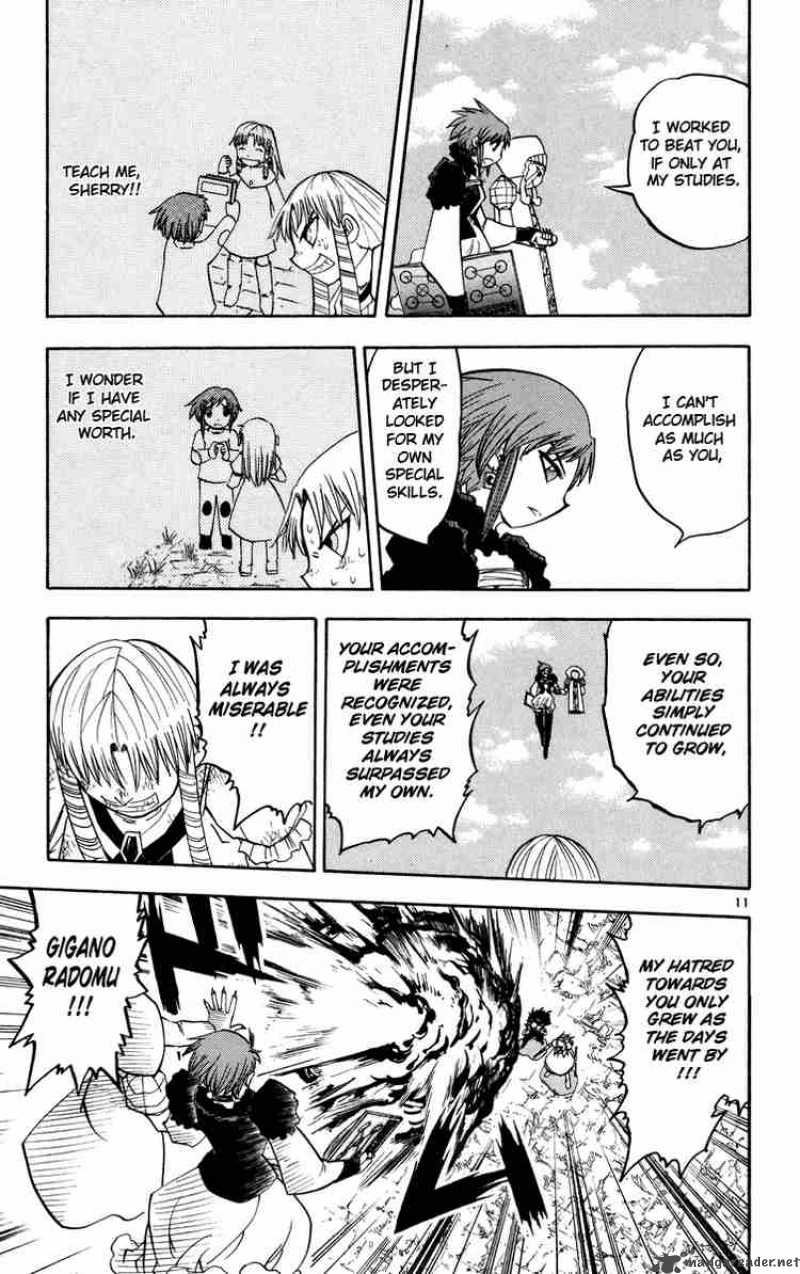 I WORKED
TO BEAT YOU,
IF ONLY AT
MY STUDIES.
TEACH ME,
SHERRY!!
I CAN'T
ACCOMPLISH
AS MUCH
AS YOU,
BUT I
DESPER-
ATELY
LOOKED
FOR MY
OWN
SPECIAL
SKILLS.
I WONDER
IF I HAVE
ANY SPECIAL
WORTH.
EVEN SO,
YOUR
ABILITIES
SIMPLY
CONTINUED
TO GROW,
YOUR ACCOM-
PLISHMENTS
WERE
RECOGNIZED,
EVEN YOUR
STUDIES
ALWAYS
SURPASSED
MY OWN.
I WAS
ALWAYS
MISERABLE
!!
11
MY HATRED
TOWARDS
YOU ONLY
GREW AS
THE DAYS
WENT BY
!!!
GIGANO
RADOMU
!!!
mangareader.net